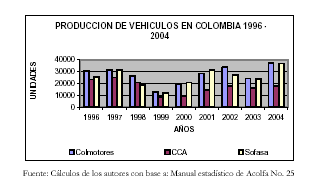 PRODUCCION DE VEHICULOS EN COLOMBIA 1996 -
2004
UNIDADES
40000
30000
20000
10000
0
1996 1997 1998 1999 2000 2001 2002 2003 2004
AÑOS
Colmotores CCA Sofasa
Fuente: Cálculos de los autores con base a: Manual estadístico de Acolfa No. 25